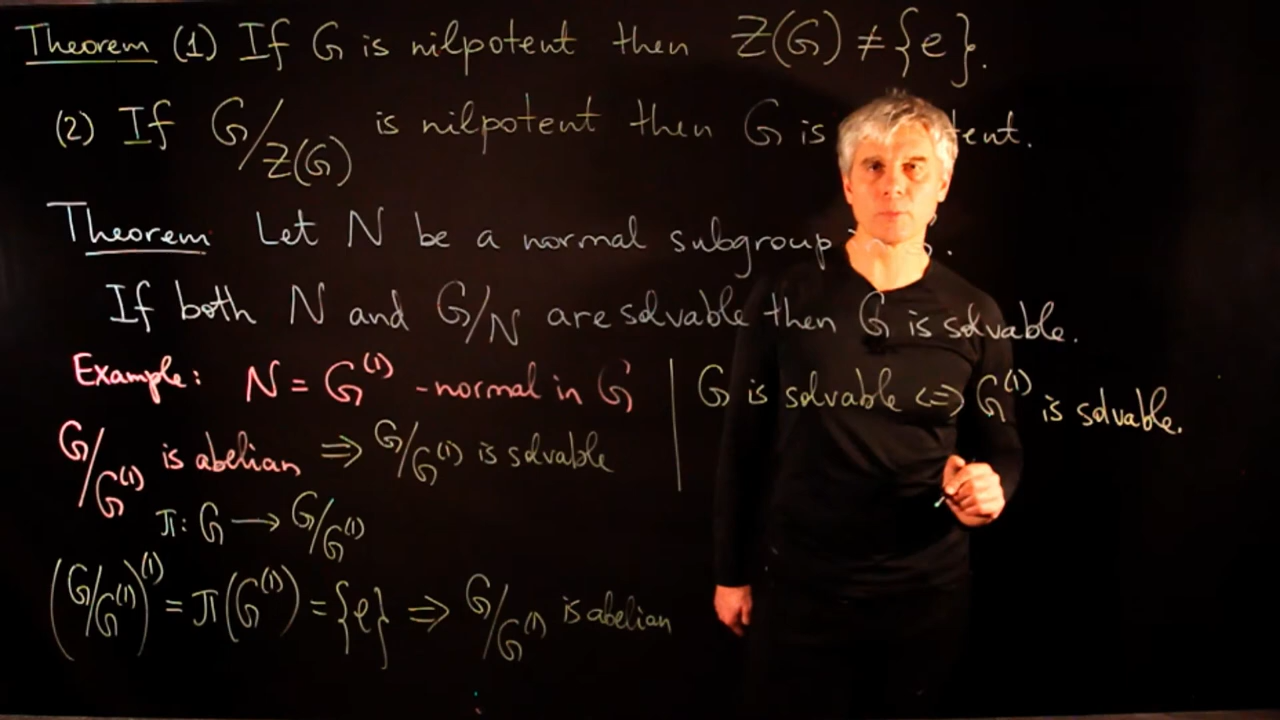 Theorem (1) If G is nilpotent then Z(G) ≠ {e}.
(2) If G/Z(G) is nilpotent then G is tent.
Theorem Let N be a normal subgroup
If both N and G/N are solvable then G is solvable.
Example: N = G⁽¹⁾ - normal in G
G/G⁽¹⁾ is abelian ⇒ G/G⁽¹⁾ is solvable
π: G → G/G⁽¹⁾
(G/G⁽¹⁾)⁽¹⁾ = π(G⁽¹⁾) = {e} ⇒ G/G⁽¹⁾ is abelian
G is solvable ⇔ G⁽¹⁾ is solvable.